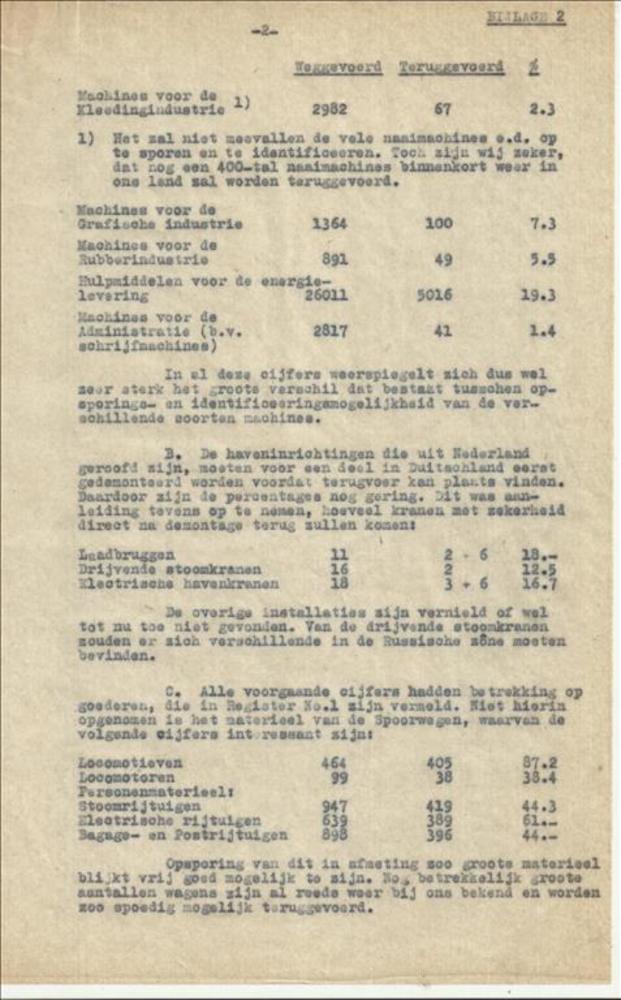 BIJLAGE 2
-2-
Weggevoerd Teruggevoerd %
Machines voor de
Kleedingindustrie 1) 2982 67 2.3
1) Het zal niet meevallen de vele naaimachines e.d. op
te sporen en te identificeeren. Toch zijn wij zeker,
dat nog een 400-tal naaimachines binnenkort weer in
ons land zal worden teruggevoerd.
Machines voor de
Grafische industrie 1364 100 7.3
Machines voor de
Rubberindustrie 891 49 5.5
Hulpmiddelen voor de energie-
levering 26011 5016 19.3
Machines voor de
Administratie (b.v. 2817 41 1.4
schrijfmachines)
In al deze cijfers weerspiegelt zich dus wel
zeer sterk het groote verschil dat bestaat tusschen op-
sporings- en identificeeringsmogelijkheid van de ver-
schillende soorten machines.
B. De haveninrichtingen die uit Nederland
geroofd zijn, moeten voor een deel in Duitschland eerst
gedemonteerd worden voordat terugvoer kan plaats vinden.
Daardoor zijn de percentages nog gering. Dit was aan-
leiding tevens op te nemen, hoeveel kranen met zekerheid
direct na demontage terug zullen komen:
Laadbruggen 11 2 + 6 18.-
Drijvende stoomkranen 16 2 12.5
Electrische havenkranen 18 3 + 6 16.7
De overige installaties zijn vernield of wel
tot nu toe niet gevonden. Van de drijvende stoomkranen
zouden er zich verschillende in de Russische zône moeten
bevinden.
C. Alle voorgaande cijfers hadden betrekking op
goederen, die in Register No.1 zijn vermeld. Niet hierin
opgenomen is het materieel van de Spoorwegen, waarvan de
volgende cijfers interessant zijn:
Locomotieven 464 405 87.2
Locomotoren 99 38 38.4
Personenmaterieel:
Stoomrijtuigen 947 419 44.3
Electrische rijtuigen 639 389 61.-
Bagage- en Postrijtuigen 898 396 44.-
Opsporing van dit in afmeting zoo groote materieel
blijkt vrij goed mogelijk te zijn. Nog betrekkelijk groote
aantallen wagens zijn al reeds weer bij ons bekend en worden
zoo spoedig mogelijk teruggevoerd.